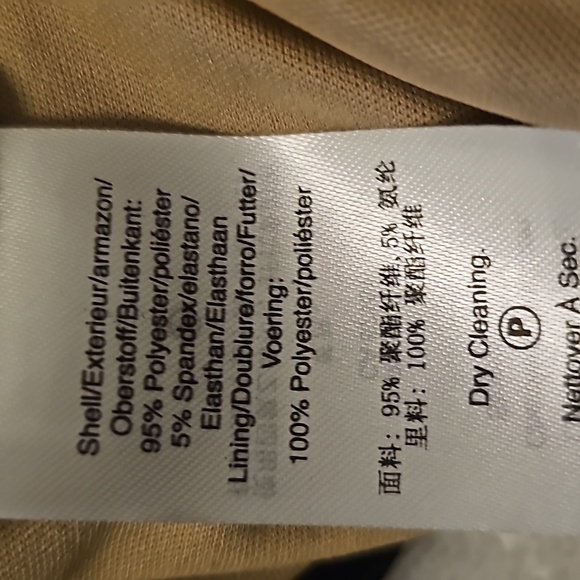 Shell/Exterieur/armazon/
Oberstoff/Buitenkant:
95% Polyester/poliéster
5% Spandex/elastano/
Elasthan/Elasthaan
Lining/Doublure/forro/Futter/
Voering:
100% Polyester/poliéster
面料: 95% 聚酯纤维,5% 氨纶
里料: 100% 聚酯纤维
Dry Cleaning.
P
Nettoyer À Sec.